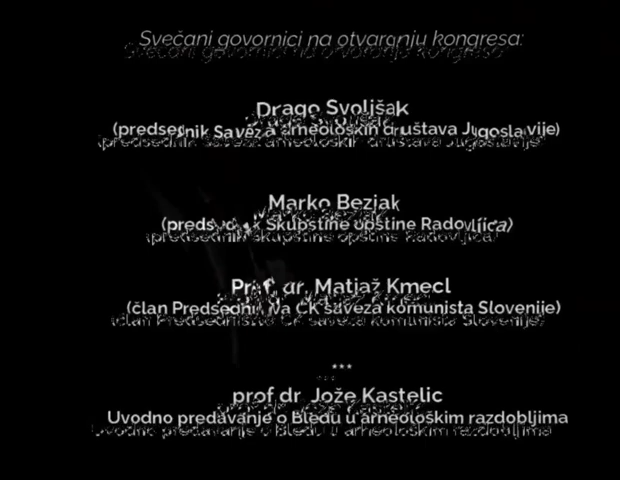 Svečani govornici na otvaranju kongresa:
Drago Svoljšak
(predsednik Saveza arheoloških društava Jugoslavije)
Marko Bezjak
(predsednik Skupštine opštine Radovljica)
Prof. dr. Matjaž Kmecl
(član Predsedništva CK saveza komunista Slovenije)
***
prof dr Jože Kastelic
Uvodno predavanje o Bledu u arheološkim razdobljima